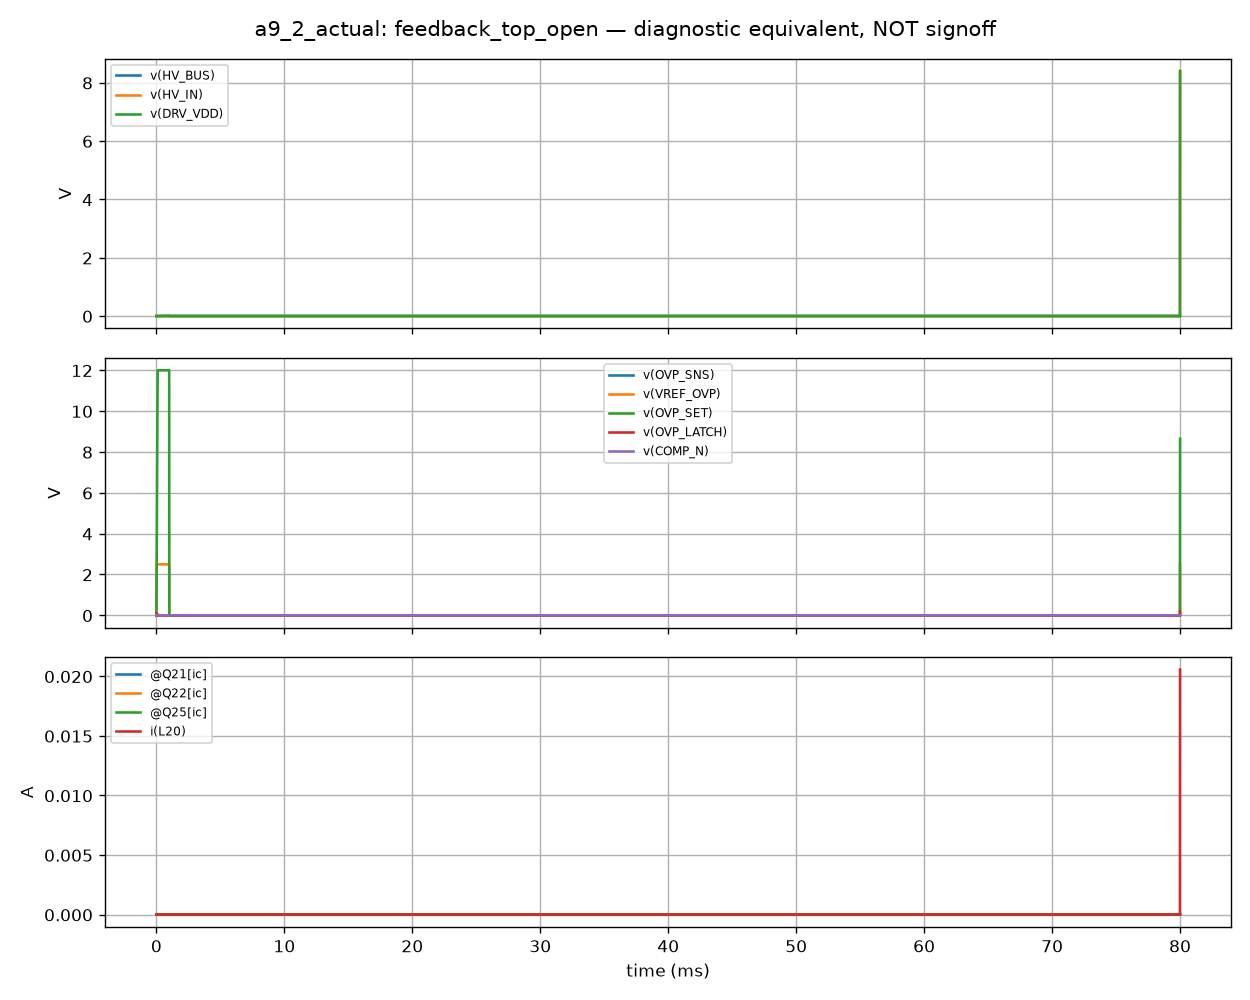 a9_2_actual: feedback_top_open — diagnostic equivalent, NOT signoff
v(HV_BUS)
v(HV_IN)
v(DRV_VDD)
8
6
4
2
0
V
v(OVP_SNS)
v(VREF_OVP)
v(OVP_SET)
v(OVP_LATCH)
v(COMP_N)
12
10
8
6
4
2
0
V
@Q21[ic]
@Q22[ic]
@Q25[ic]
i(L20)
0.020
0.015
0.010
0.005
0.000
A
0 10 20 30 40 50 60 70 80
time (ms)